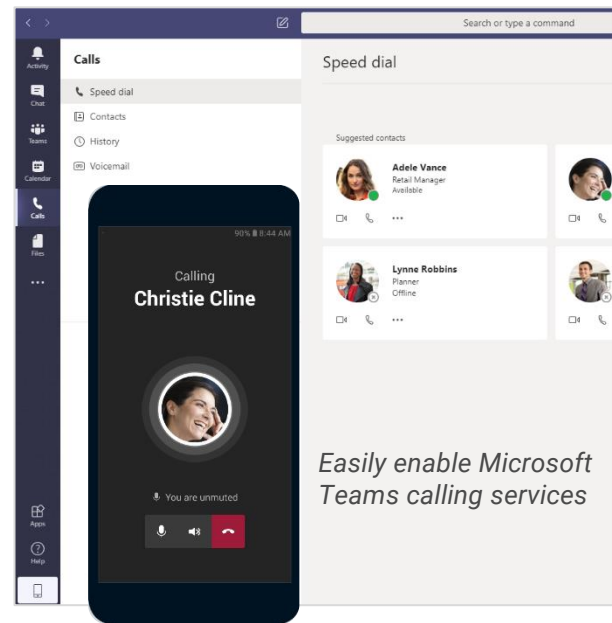 Search or type a command
Activity
Chat
Teams
Calendar
Calls
Files
Apps
Help
Calls
Speed dial
Contacts
History
Voicemail
Speed dial
Suggested contacts
Adele Vance
Retail Manager
Available
Lynne Robbins
Planner
Offline
90% 8:44 AM
Calling
Christie Cline
You are unmuted
Easily enable Microsoft
Teams calling services